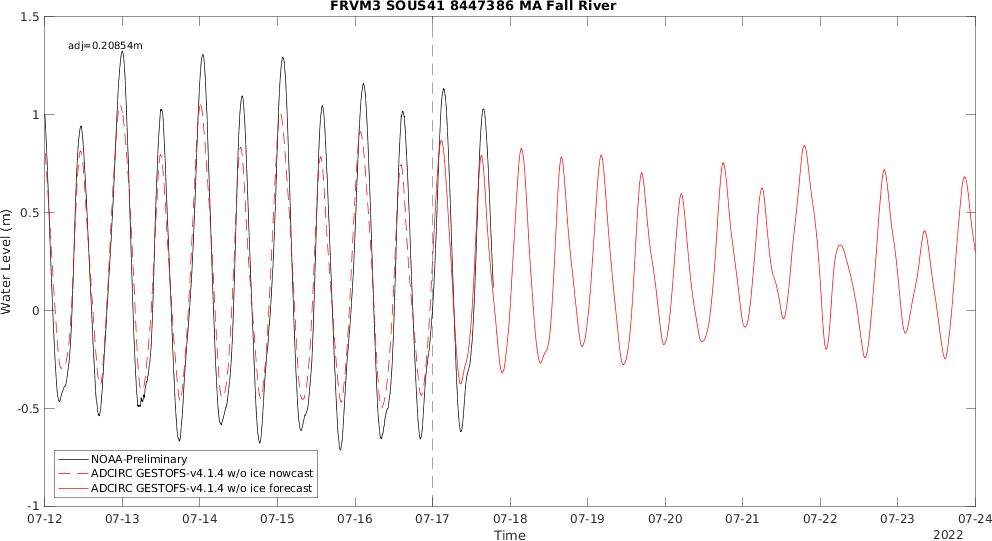 FRVM3 SOUS41 8447386 MA Fall River
adj=0.20854m
Water Level (m)
1.5
1
0.5
0
-0.5
-1
NOAA-Preliminary
ADCIRC GESTOFS-v4.1.4 w/o ice nowcast
ADCIRC GESTOFS-v4.1.4 w/o ice forecast
07-12 07-13 07-14 07-15 07-16 07-17 07-18 07-19 07-20 07-21 07-22 07-23 07-24
Time
2022